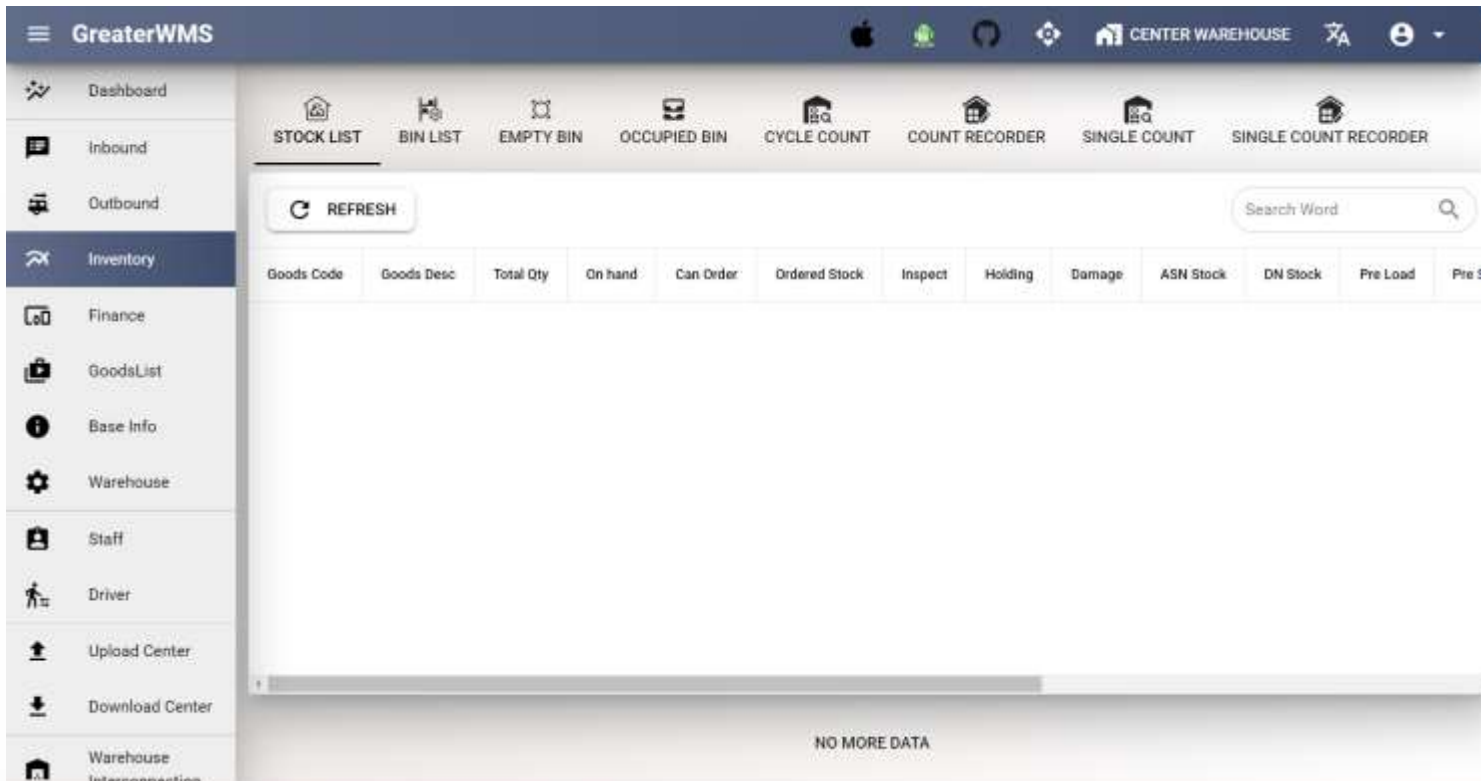 GreaterWMS
CENTER WAREHOUSE
Dashboard
Inbound
Outbound
Inventory
Finance
GoodsList
Base Info
Warehouse
Staff
Driver
Upload Center
Download Center
Warehouse
Interconnection
STOCK LIST BIN LIST EMPTY BIN OCCUPIED BIN CYCLE COUNT COUNT RECORDER SINGLE COUNT SINGLE COUNT RECORDER
REFRESH
Search Word
Goods Code Goods Desc Total Qty On hand Can Order Ordered Stock Inspect Holding Damage ASN Stock DN Stock Pre Load Pre S
NO MORE DATA